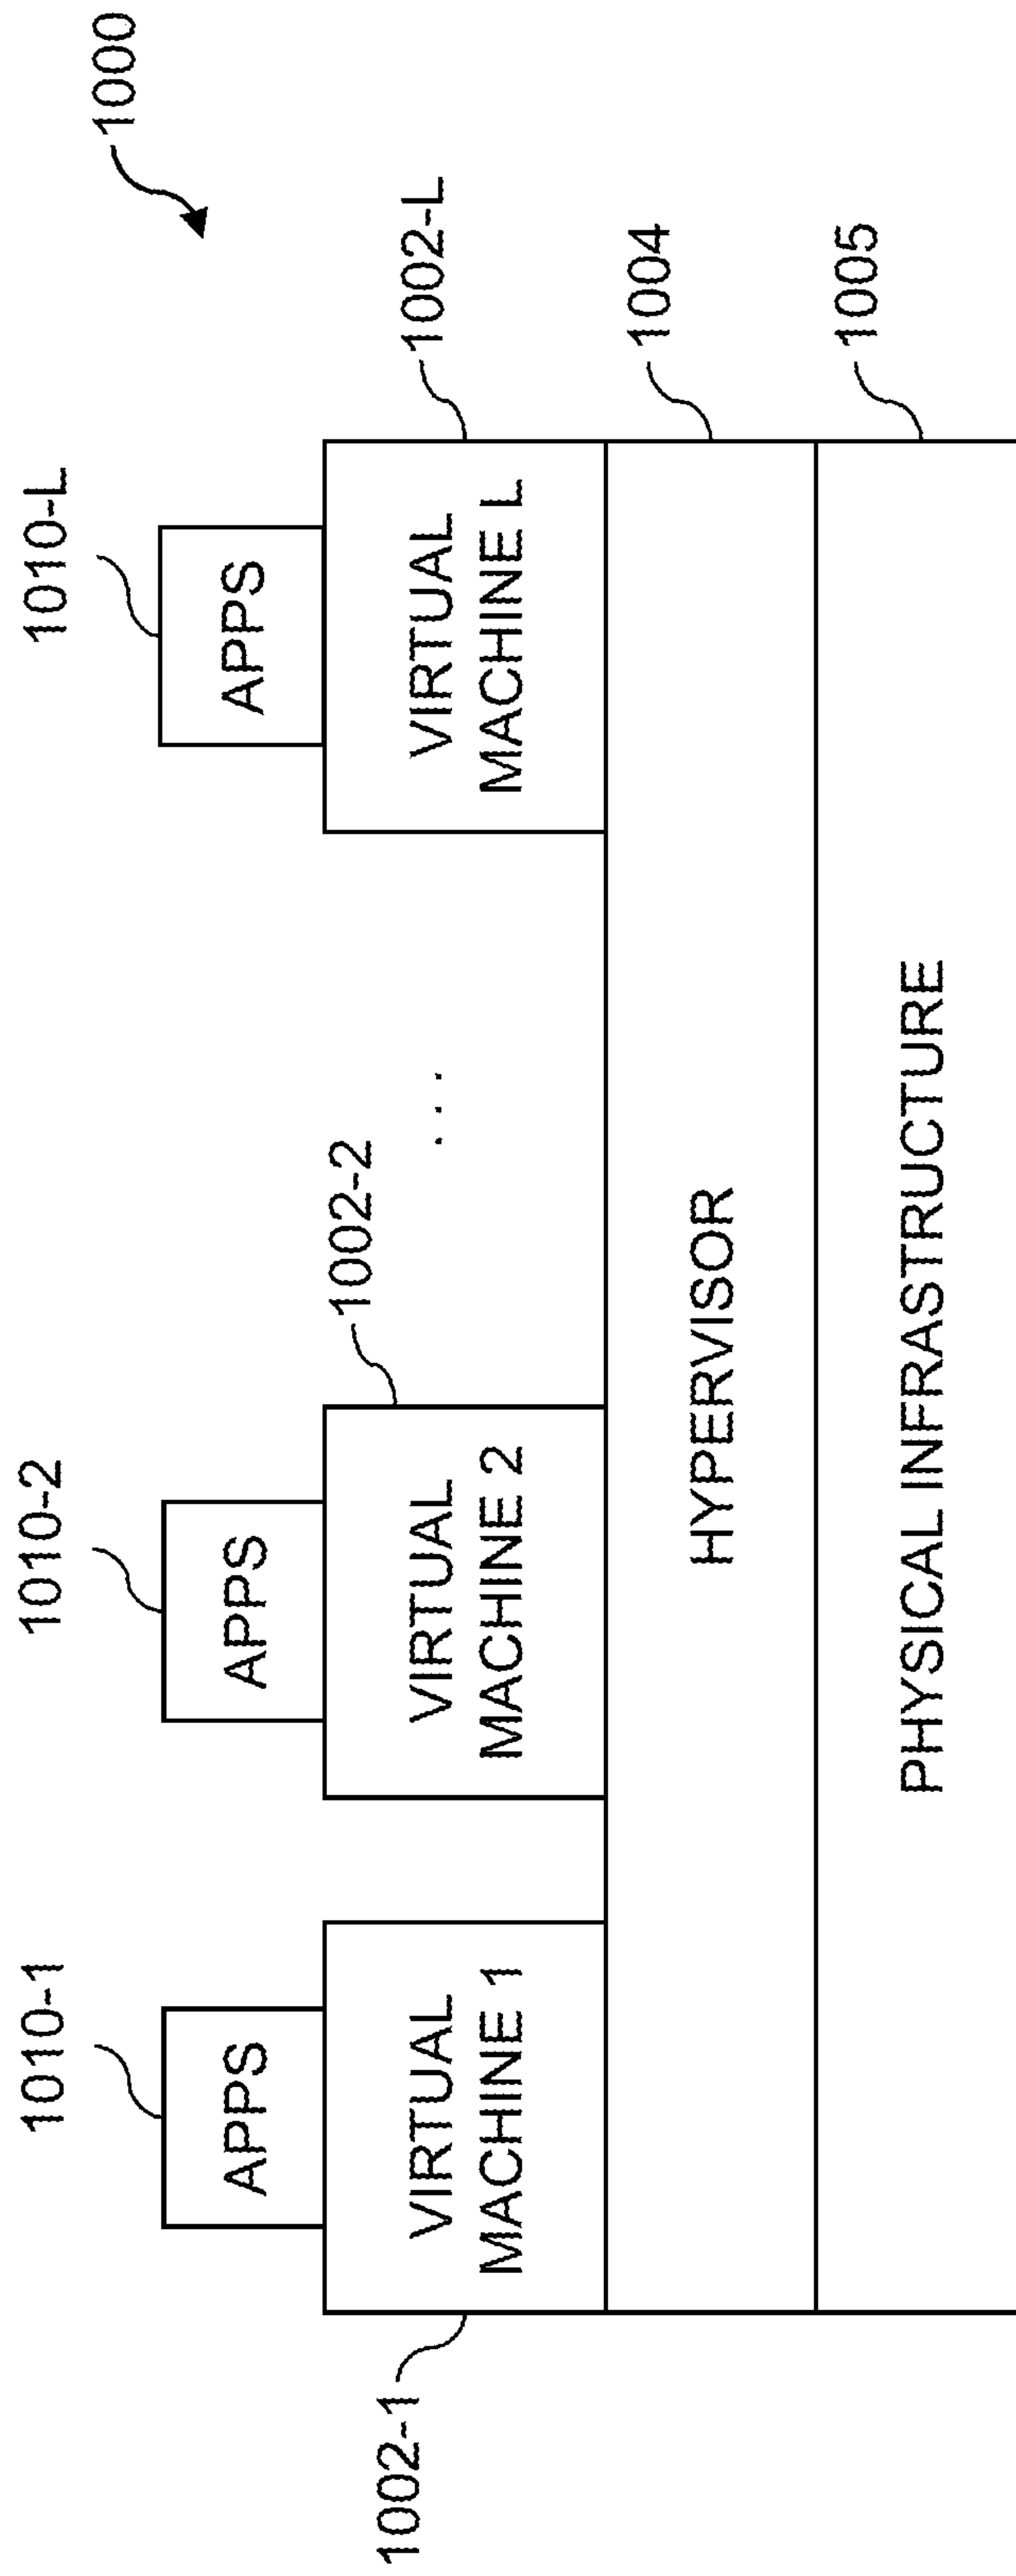 1000
1010-1
1010-2
1010-L
APPS
APPS
APPS
1002-1
VIRTUAL
MACHINE 1
VIRTUAL
MACHINE 2
1002-2
. . .
VIRTUAL
MACHINE L
1002-L
HYPERVISOR
1004
PHYSICAL INFRASTRUCTURE
1005